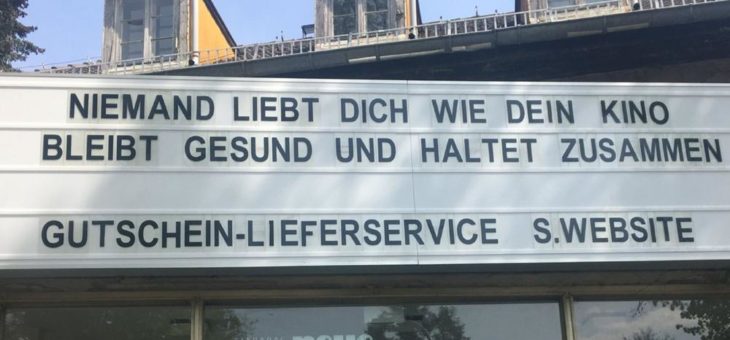 NIEMAND LIEBT DICH WIE DEIN KINO
BLEIBT GESUND UND HALTET ZUSAMMEN
GUTSCHEIN-LIEFERSERVICE S.WEBSITE